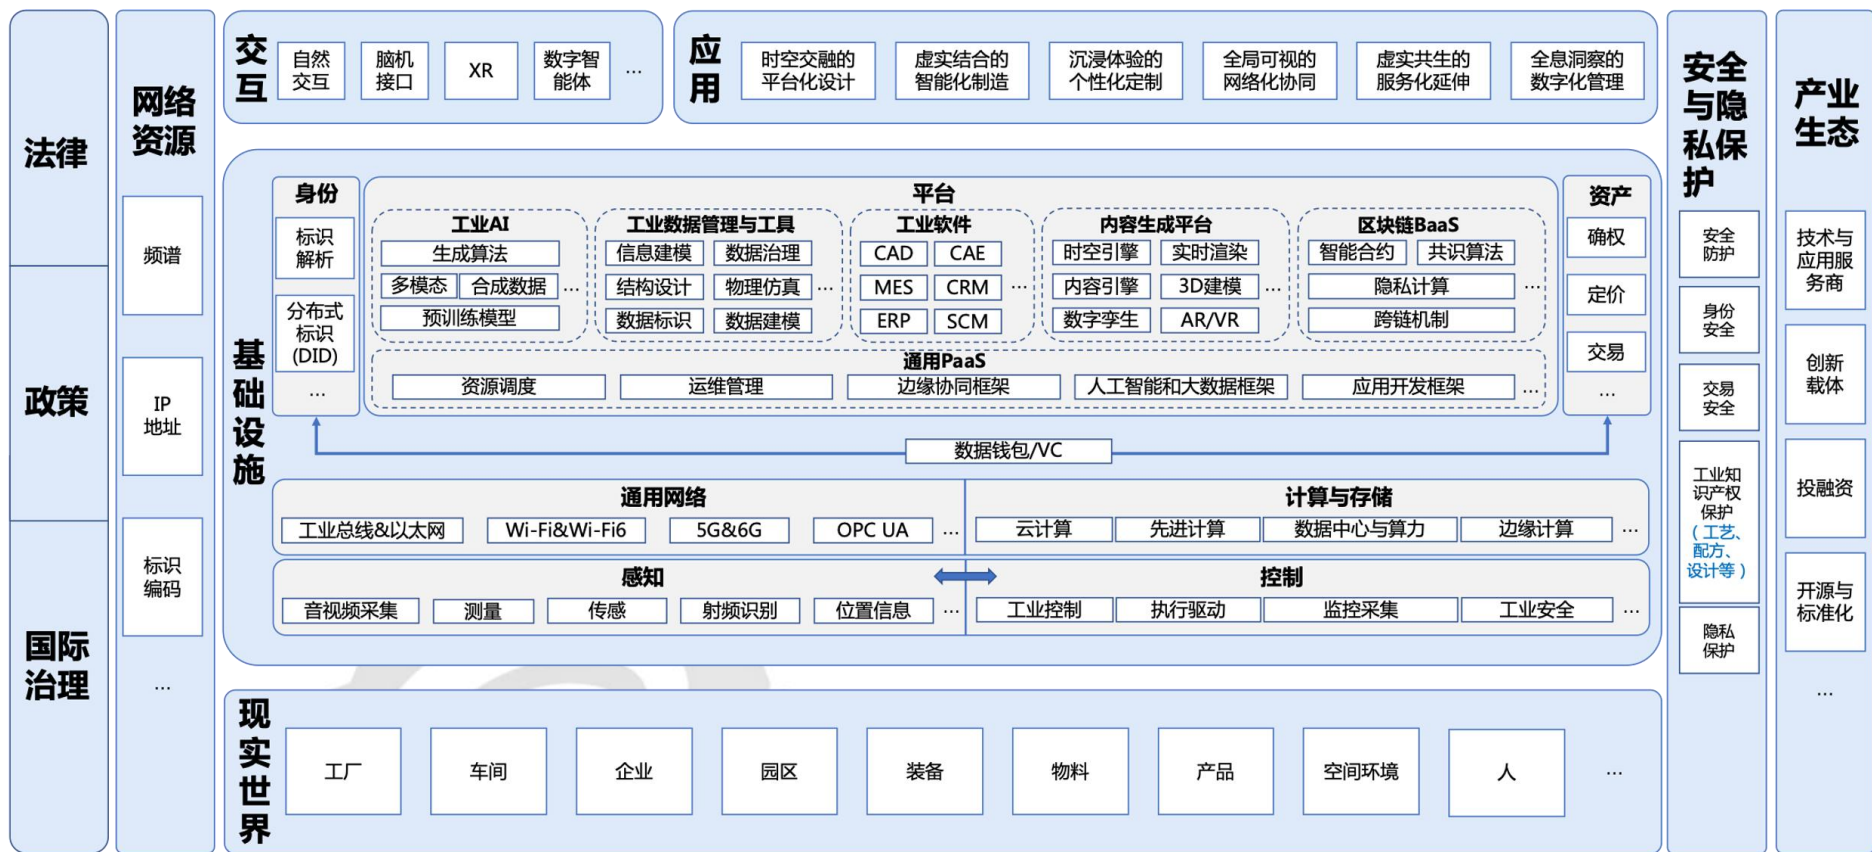 法律
政策
国际
治理
网络
资源
频谱
IP
地址
标识
编码
...
交互
自然
交互
脑机
接口
XR
数字智
能体
...
应用
时空交融的
平台化设计
虚实结合的
智能化制造
沉浸体验的
个性化定制
全局可视的
网络化协同
虚实共生的
服务化延伸
全息洞察的
数字化管理
基础设施
身份
标识
解析
分布式
标识
(DID)
...
平台
工业AI
生成算法
多模态
合成数据
...
预训练模型
工业数据管理与工具
信息建模
数据治理
结构设计
物理仿真
...
数据标识
数据建模
工业软件
CAD
CAE
MES
CRM
...
ERP
SCM
内容生成平台
时空引擎
实时渲染
内容引擎
3D建模
...
数字孪生
AR/VR
区块链BaaS
智能合约
共识算法
隐私计算
...
跨链机制
通用PaaS
资源调度
运维管理
边缘协同框架
人工智能和大数据框架
应用开发框架
...
资产
确权
定价
交易
...
数据钱包/VC
通用网络
工业总线&以太网
Wi-Fi&Wi-Fi6
5G&6G
OPC UA
...
计算与存储
云计算
先进计算
数据中心与算力
边缘计算
...
感知
音视频采集
测量
传感
射频识别
位置信息
...
控制
工业控制
执行驱动
监控采集
工业安全
...
现实世界
工厂
车间
企业
园区
装备
物料
产品
空间环境
人
...
安全
与隐
私保
护
安全
防护
身份
安全
交易
安全
工业知
识产权
保护
（工艺、
配方、
设计等）
隐私
保护
产业
生态
技术与
应用服
务商
创新
载体
投融资
开源与
标准化
...